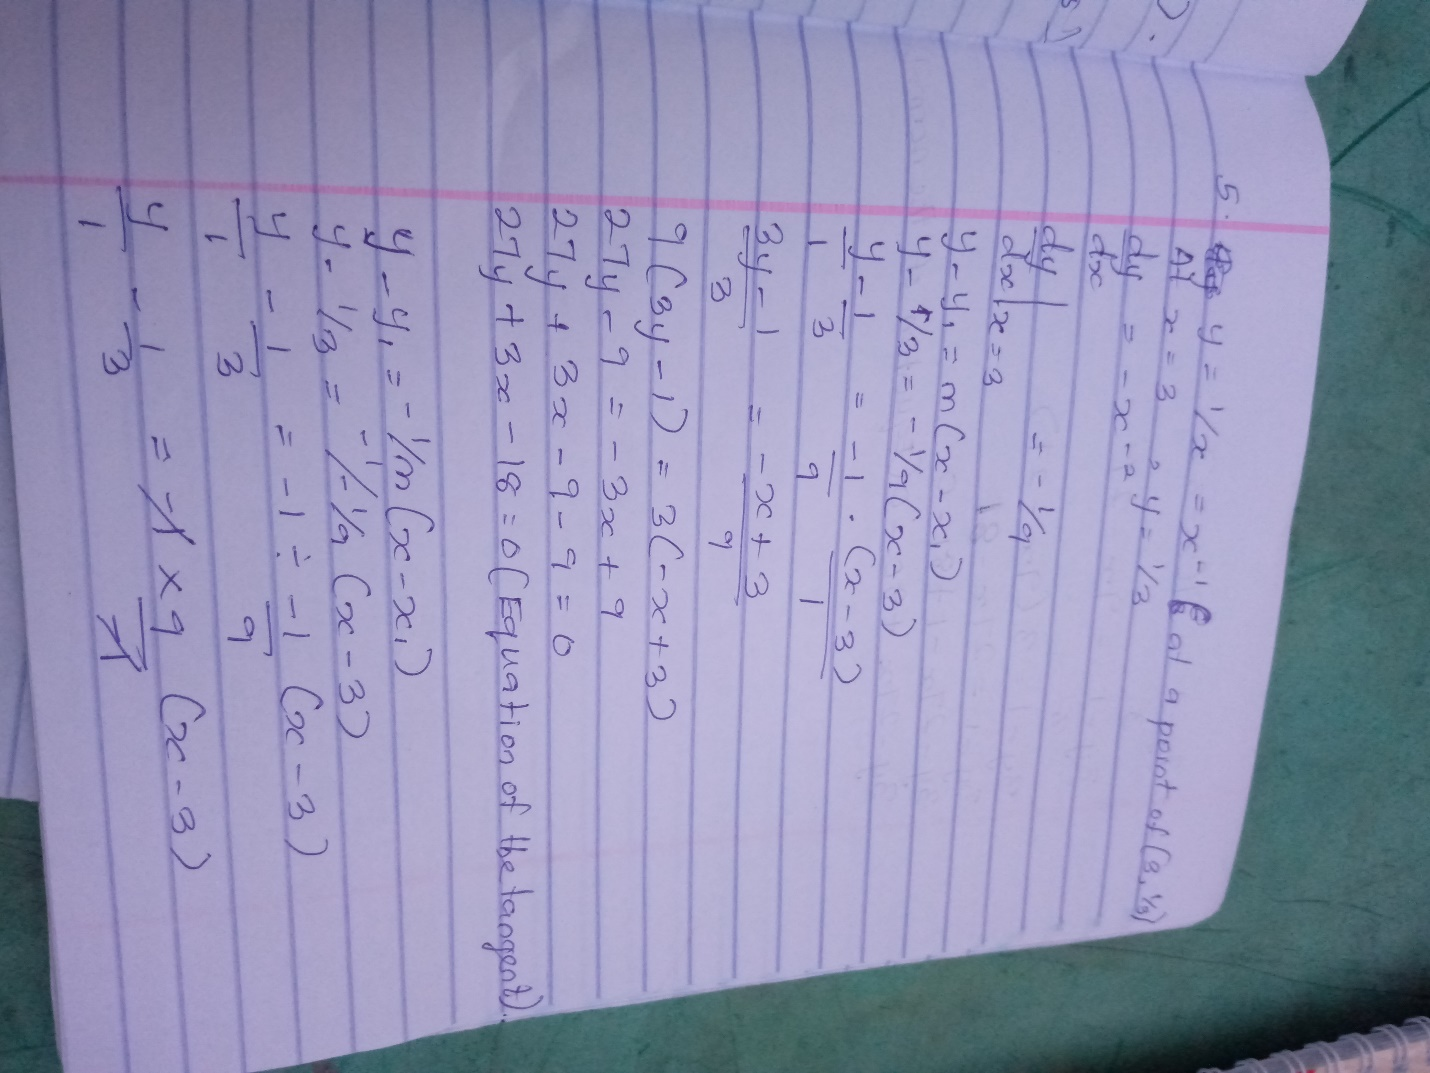 5. y = 1/x = x⁻¹ at a point of (3, 1/3)
At x = 3, y = 1/3
dy/dx = -x⁻²
dy/dx | x=3 = -1/9
y - y₁ = m(x - x₁)
y - 1/3 = -1/9(x - 3)
y/1 - 1/3 = -1/9 · (x - 3)/1
3y - 1/3 = -x + 3/9
9(3y - 1) = 3(-x + 3)
27y - 9 = -3x + 9
27y + 3x - 9 - 9 = 0
27y + 3x - 18 = 0 (Equation of the tangent).
y - y₁ = -1/m(x - x₁)
y - 1/3 = -1/-1/9 (x - 3)
y/1 - 1/3 = -1 ÷ -1/9 (x - 3)
y/1 - 1/3 = -1 × 9/-1 (x - 3)